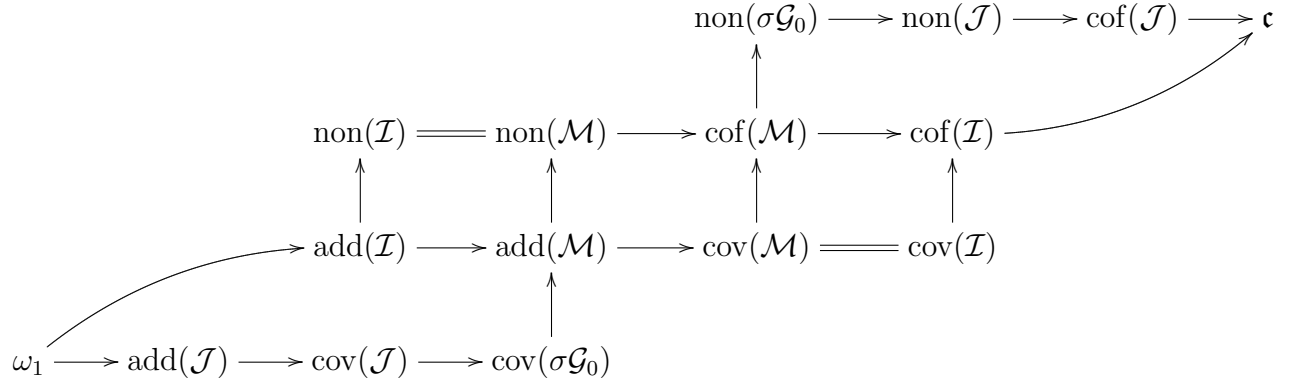 non(σ𝒢₀) → non(𝒥) → cof(𝒥) → 𝔠
non(ℐ) = non(ℳ) → cof(ℳ) → cof(ℐ)
add(ℐ) → add(ℳ) → cov(ℳ) = cov(ℐ)
ω₁ → add(𝒥) → cov(𝒥) → cov(σ𝒢₀)